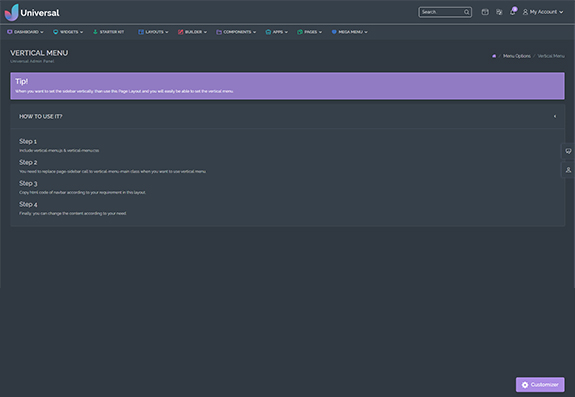 Universal
Search
3
My Account
DASHBOARD
WIDGETS
STARTER KIT
LAYOUTS
BUILDER
COMPONENTS
APPS
PAGES
MEGA MENU
VERTICAL MENU
Universal Admin Panel
/ Menu Options / Vertical Menu
Tip!
When you want to set the sidebar vertically, then use this Page Layout and you will easily be able to set the vertical menu
HOW TO USE IT?
Step 1
Include vertical-menu.js & vertical-menu.css
Step 2
You need to replace page-sidebar call to vertical-menu-main class when you want to use vertical menu
Step 3
Copy html code of navbar according to your requirement in this layout
Step 4
Finally, you can change the content according to your need
Customizer